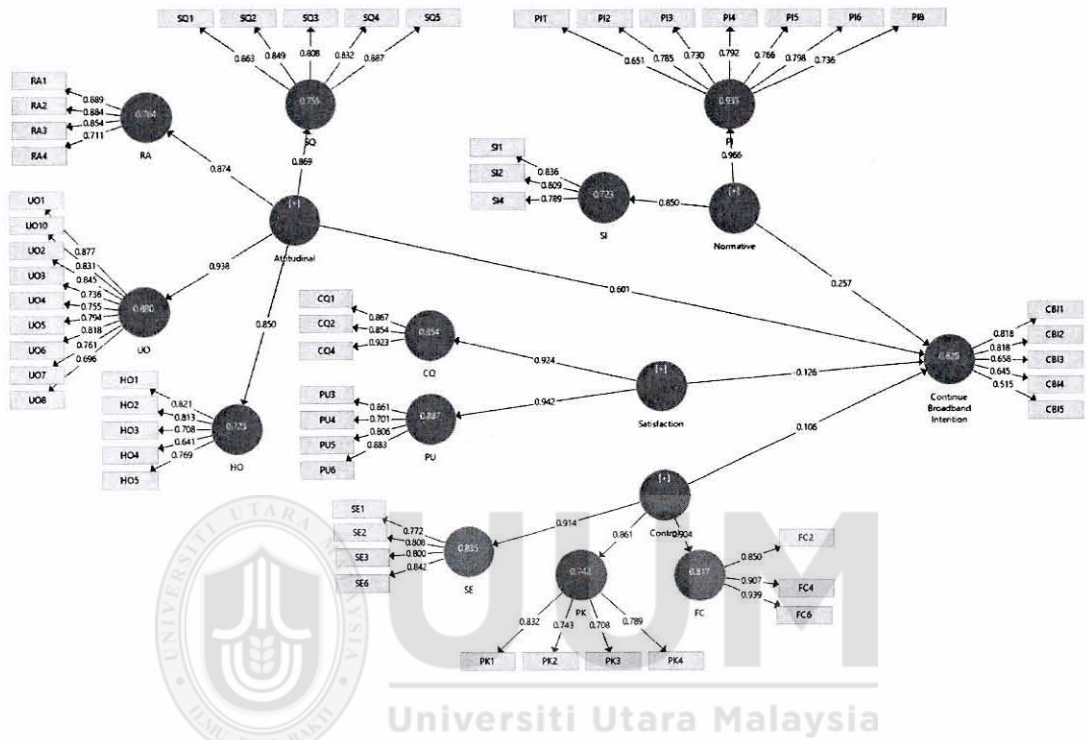 SQ1 SQ2 SQ3 SQ4 SQ5
0.863 0.849 0.808 0.832 0.887
0.755
SQ
0.869
PI1 PI2 PI3 PI4 PI5 PI6 PI8
0.651 0.785 0.730 0.792 0.766 0.798 0.736
0.933
PI
0.966
RA1
RA2
RA3
RA4
0.889
0.884
0.854
0.711
0.764
RA
0.874
SI1
SI2
SI4
0.836
0.809
0.789
0.723
SI
0.850
[+]
Normative
0.257
[+]
Attitudinal
0.601
UO1
UO10
UO2
UO3
UO4
UO5
UO6
UO7
UO8
0.877
0.831
0.845
0.736
0.755
0.794
0.818
0.761
0.696
0.880
UO
0.938
0.850
HO1
HO2
HO3
HO4
HO5
0.821
0.813
0.708
0.641
0.769
0.723
HO
CQ1
CQ2
CQ4
0.867
0.854
0.923
0.854
CQ
0.924
PU3
PU4
PU5
PU6
0.861
0.701
0.806
0.883
0.887
PU
0.942
[+]
Satisfaction
-0.126
0.625
Continue
Broadband
Intention
0.818
0.818
0.658
0.645
0.515
CBI1
CBI2
CBI3
CBI4
CBI5
0.106
[+]
Control
0.914
0.861
0.904
SE1
SE2
SE3
SE6
0.772
0.808
0.800
0.842
0.835
SE
0.742
PK
0.832 0.743 0.708 0.789
PK1 PK2 PK3 PK4
0.817
FC
0.850
0.907
0.939
FC2
FC4
FC6
UNIVERSITI UTARA MALAYSIA
UUM
Universiti Utara Malaysia